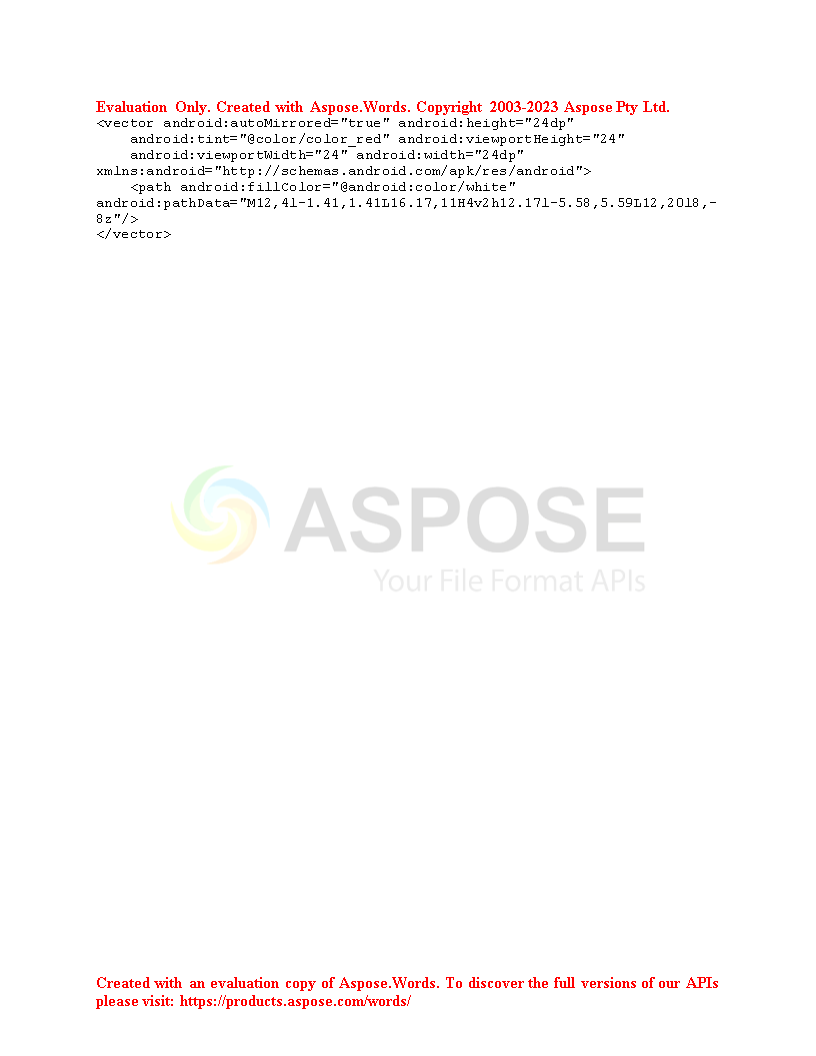 Evaluation Only. Created with Aspose.Words. Copyright 2003-2023 Aspose Pty Ltd.
<vector android:autoMirrored="true" android:height="24dp"
    android:tint="@color/color_red" android:viewportHeight="24"
    android:viewportWidth="24" android:width="24dp"
xmlns:android="http://schemas.android.com/apk/res/android">
    <path android:fillColor="@android:color/white"
android:pathData="M12,4l-1.41,1.41L16.17,11H4v2h12.17l-5.58,5.59L12,20l8,-
8z"/>
</vector>
ASPOSE
Your File Format APIs
Created with an evaluation copy of Aspose.Words. To discover the full versions of our APIs
please visit: https://products.aspose.com/words/